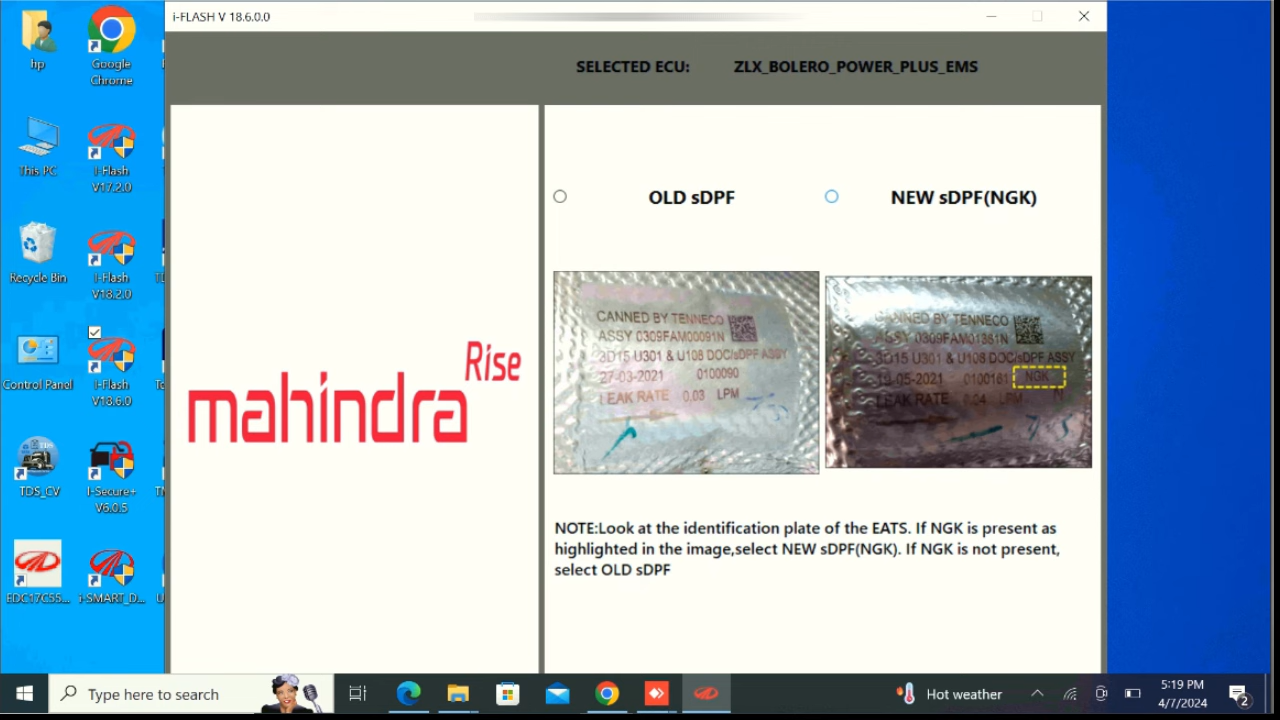 i-FLASH V 18.6.0.0
SELECTED ECU: ZLX_BOLERO_POWER_PLUS_EMS
hp
Google
Chrome
This PC
I-Flash
V17.2.0
Recycle Bin
I-Flash
V18.2.0
Control Panel
I-Flash
V18.6.0
TDS_CV
I-Secure+
V6.0.5
EDC17C55...
i-SMART_D...
mahindra
Rise
OLD sDPF
NEW sDPF(NGK)
CANNED BY TENNECO
ASSY 0309FAM00091N
3D15 U301 & U108 DOC/sDPF ASSY
27-03-2021 0100090
LEAK RATE 0.03 LPM
CANNED BY TENNECO
ASSY 0309FAM01361N
3D15 U301 & U108 DOC/sDPF ASSY
19-05-2021 0100161 NGK
LEAK RATE 0.04 LPM
NOTE:Look at the identification plate of the EATS. If NGK is present as
highlighted in the image,select NEW sDPF(NGK). If NGK is not present,
select OLD sDPF
Type here to search
Hot weather
5:19 PM
4/7/2024
2